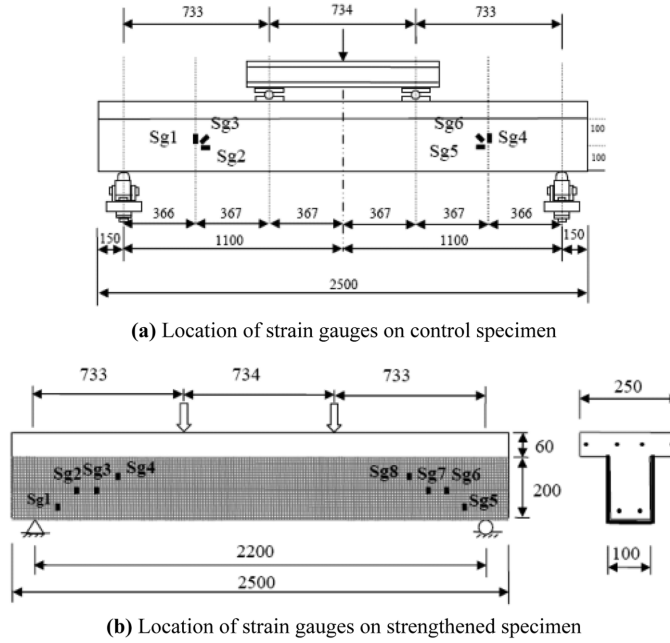 733 734 733
Sg3 Sg6
Sg1 Sg4
Sg2 Sg5
100
100
366 367 367 367 367 366
150 1100 1100 150
2500
(a) Location of strain gauges on control specimen
733 734 733
250
60
Sg2 Sg3 Sg4 Sg8 Sg7 Sg6
Sg1 Sg5
200
2200
100
2500
(b) Location of strain gauges on strengthened specimen